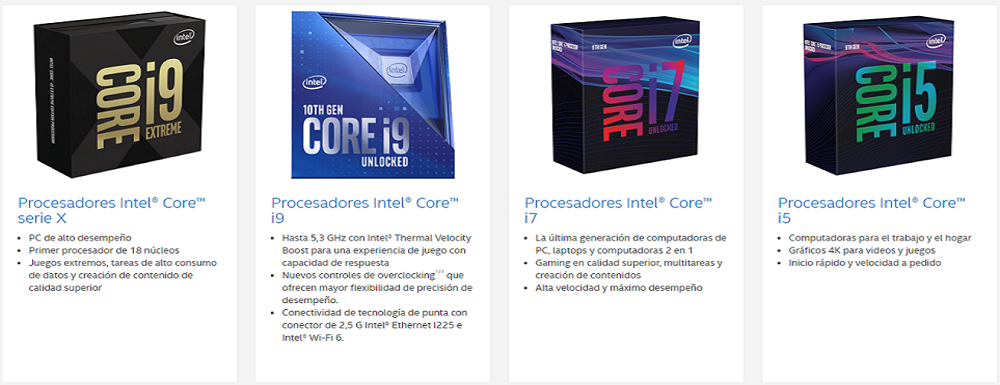 intel
CORE i9
EXTREME
intel
intel
10TH GEN
CORE i9
UNLOCKED
8TH GEN
intel
CORE i7
UNLOCKED
8TH GEN
intel
CORE i5
UNLOCKED
Procesadores Intel® Core™
serie X
• PC de alto desempeño
• Primer procesador de 18 núcleos
• Juegos extremos, tareas de alto consumo
de datos y creación de contenido de
calidad superior
Procesadores Intel® Core™
i9
• Hasta 5,3 GHz con Intel® Thermal Velocity
Boost para una experiencia de juego con
capacidad de respuesta
• Nuevos controles de overclocking que
ofrecen mayor flexibilidad de precisión de
desempeño.
• Conectividad de tecnología de punta con
conector de 2,5 G Intel® Ethernet I225 e
Intel® Wi-Fi 6.
Procesadores Intel® Core™
i7
• La última generación de computadoras de
PC, laptops y computadoras 2 en 1
• Gaming en calidad superior, multitareas y
creación de contenidos
• Alta velocidad y máximo desempeño
Procesadores Intel® Core™
i5
• Computadoras para el trabajo y el hogar
• Gráficos 4K para videos y juegos
• Inicio rápido y velocidad a pedido